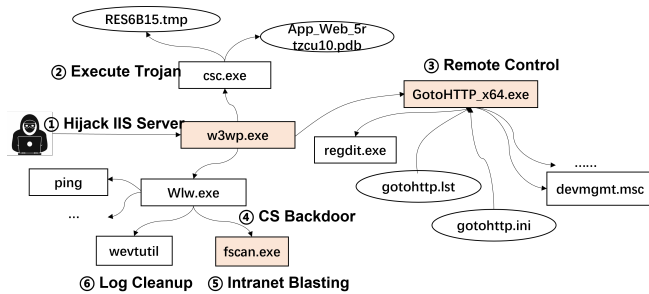 RES6B15.tmp
App_Web_5r
tzcu10.pdb
② Execute Trojan
csc.exe
③ Remote Control
GotoHTTP_x64.exe
① Hijack IIS Server
w3wp.exe
regdit.exe
ping
Wlw.exe
gotohttp.lst
……
devmgmt.msc
...
④ CS Backdoor
gotohttp.ini
wevtutil
fscan.exe
⑥ Log Cleanup
⑤ Intranet Blasting